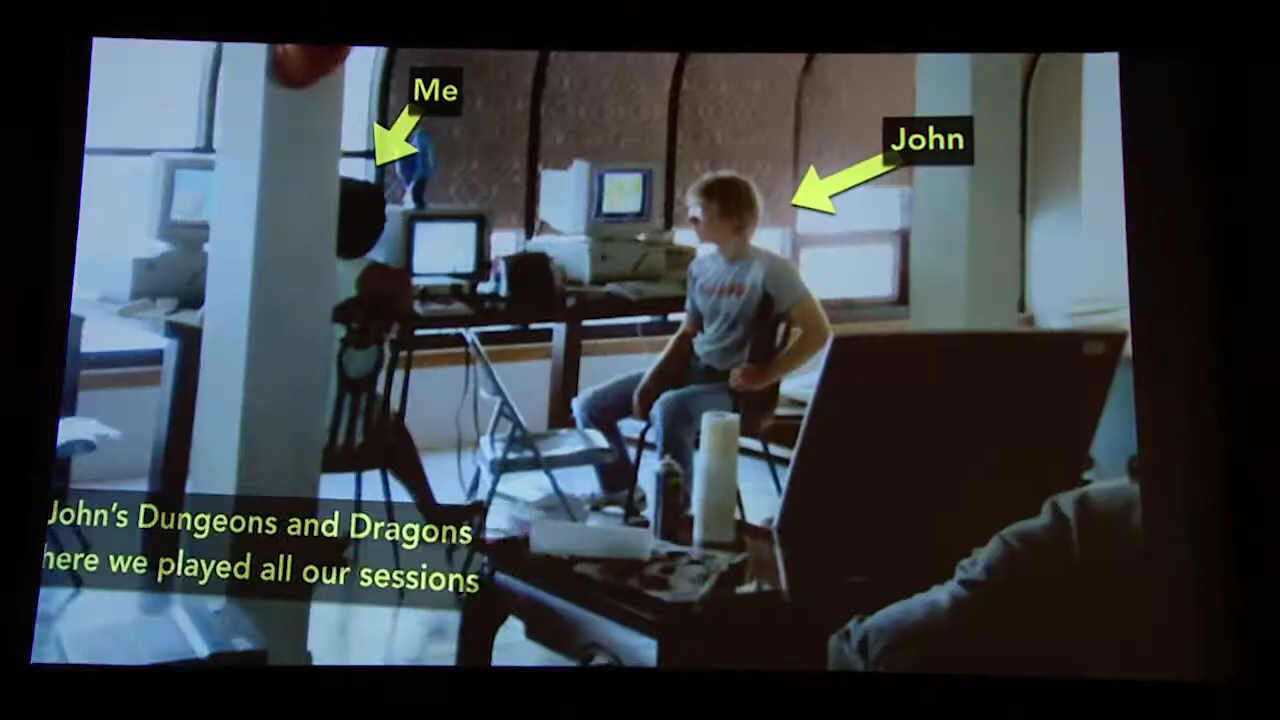 Me
John
John's Dungeons and Dragons
here we played all our sessions